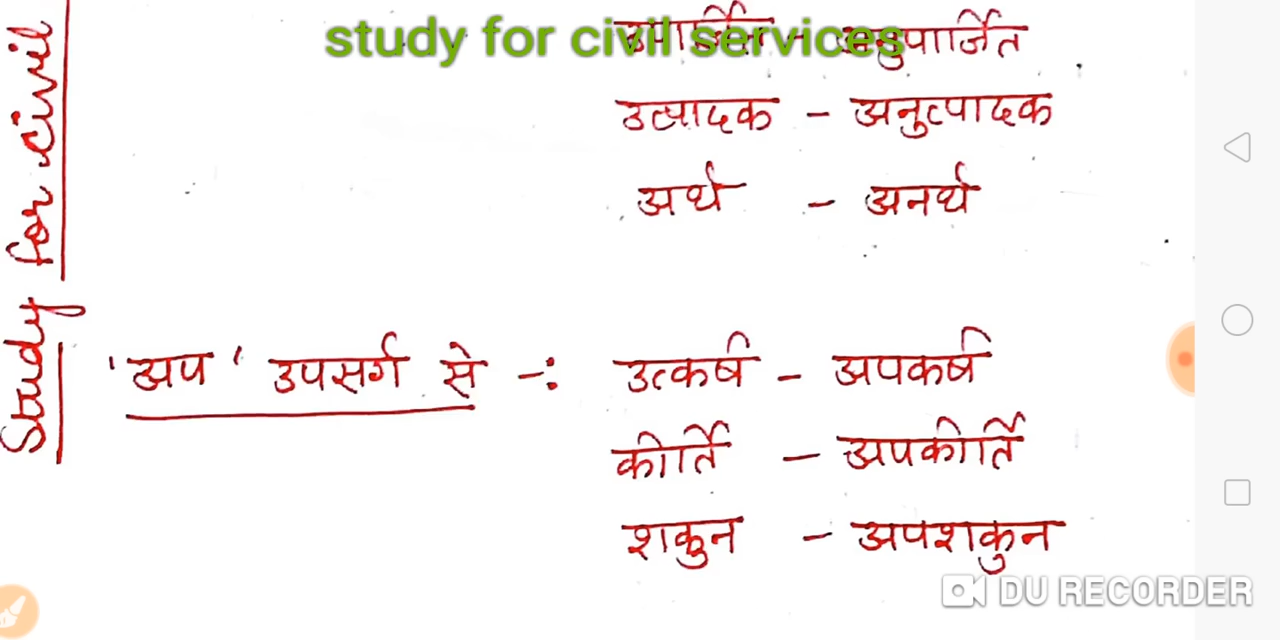 study for civil services
उपार्जित - अनुपार्जित
उत्पादक - अनुत्पादक
अर्थ - अनर्थ
'अप' उपसर्ग से -: उत्कर्ष - अपकर्ष
कीर्ति - अपकीर्ति
शकुन - अपशकुन
Study for civil
DU RECORDER